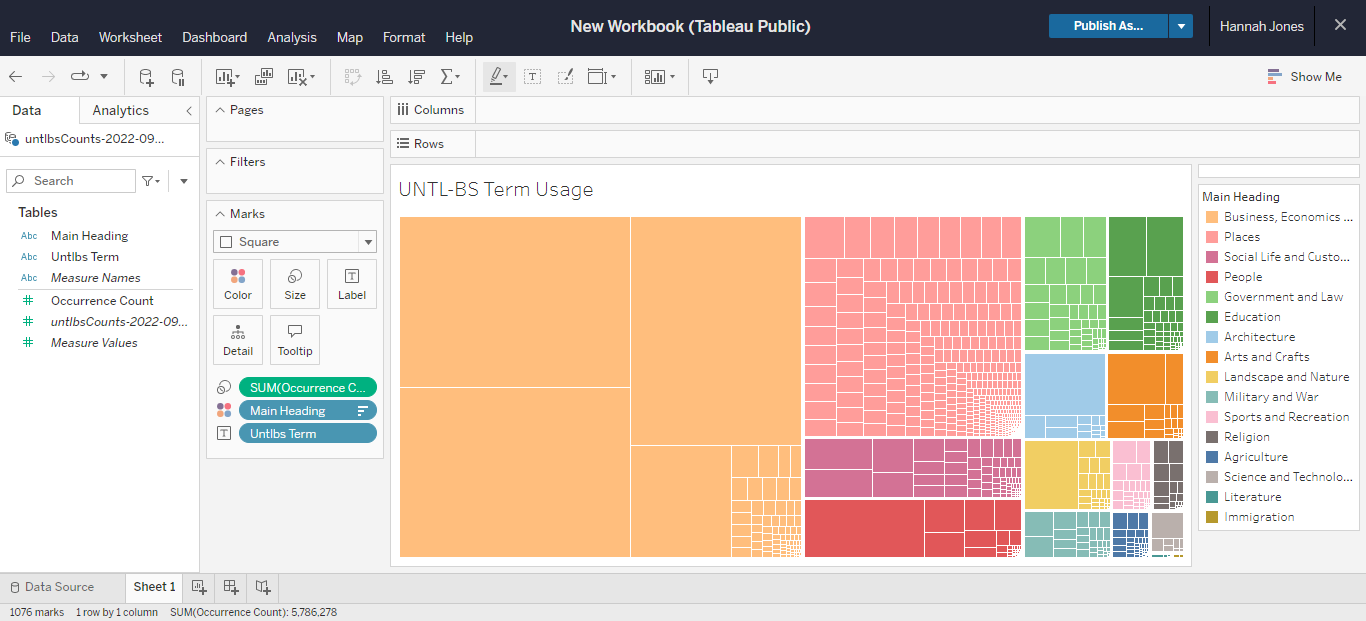 New Workbook (Tableau Public)
Publish As...
Hannah Jones
File Data Worksheet Dashboard Analysis Map Format Help
Show Me
Data Analytics
untlbsCounts-2022-09...
Search
Tables
Abc Main Heading
Abc Untlbs Term
Abc Measure Names
# Occurrence Count
# untlbsCounts-2022-09...
# Measure Values
Pages
Filters
Marks
Square
Color Size Label
Detail Tooltip
SUM(Occurrence C...
Main Heading
T Untlbs Term
Columns
Rows
UNTL-BS Term Usage
Main Heading
Business, Economics ...
Places
Social Life and Custo...
People
Government and Law
Education
Architecture
Arts and Crafts
Landscape and Nature
Military and War
Sports and Recreation
Religion
Agriculture
Science and Technolo...
Literature
Immigration
Data Source Sheet 1
1076 marks 1 row by 1 column SUM(Occurrence Count): 5,786,278